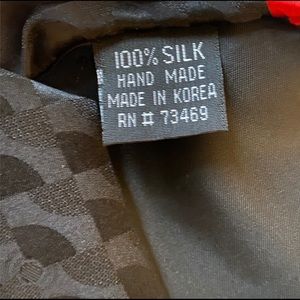 100% SILK
HAND MADE
MADE IN KOREA
RN # 73469